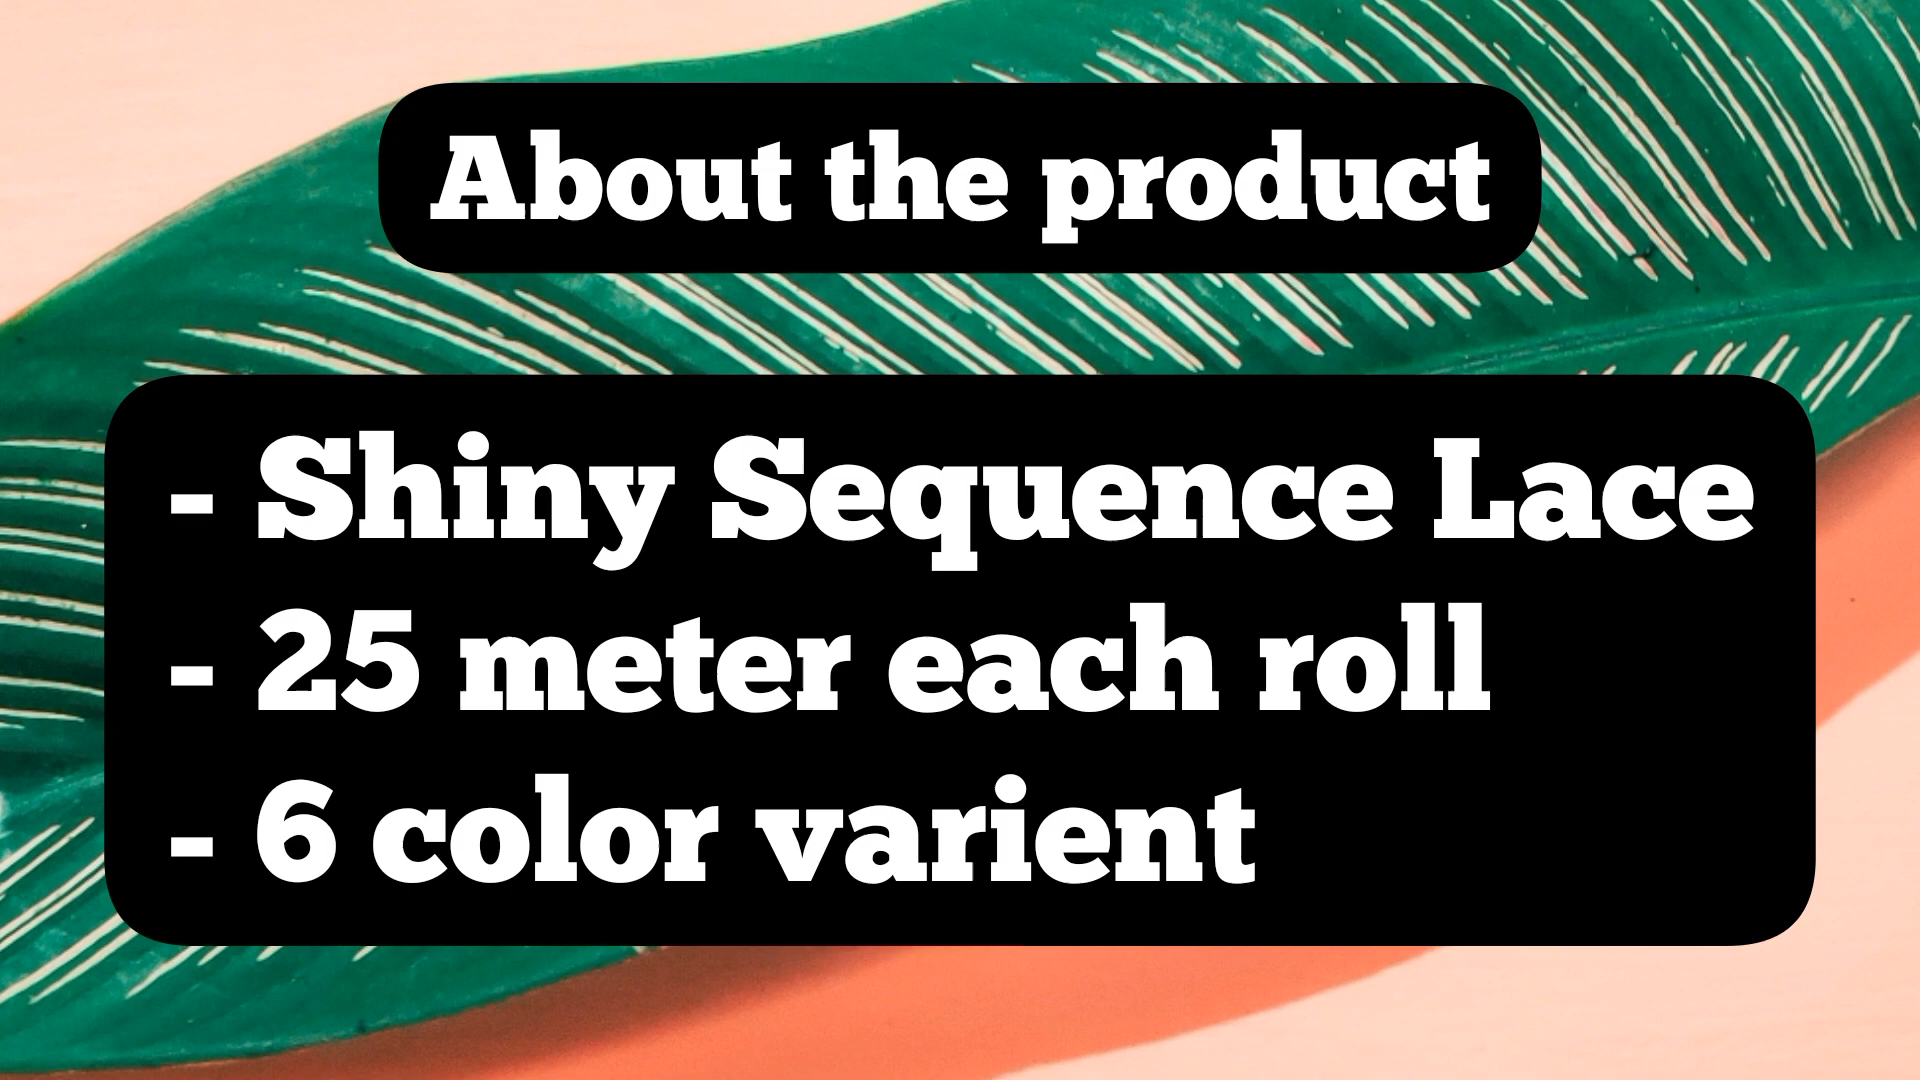 About the product
- Shiny Sequence Lace
- 25 meter each roll
- 6 color varient